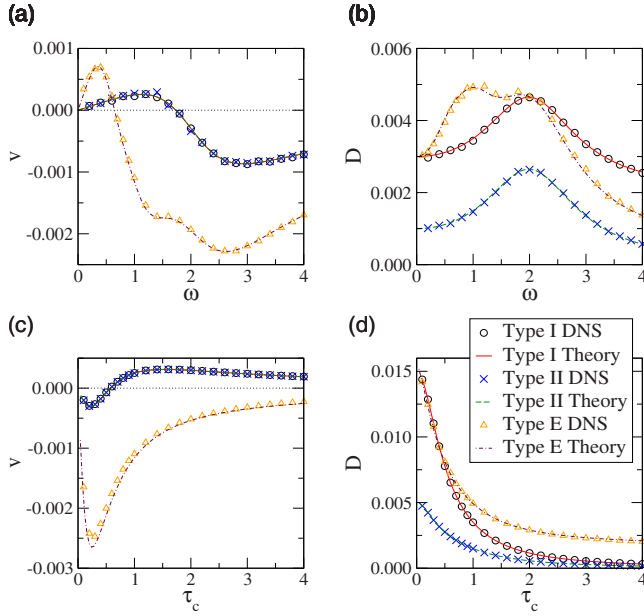 (a)
0.001
0.000
-0.001
-0.002
v
0 1 2 3 4
ω
(b)
0.006
0.004
0.002
0.000
D
0 1 2 3 4
ω
(c)
0.000
-0.001
-0.002
-0.003
v
0 1 2 3 4
τc
(d)
0.015
0.010
0.005
0.000
D
0 1 2 3 4
τc
Type I DNS
Type I Theory
Type II DNS
Type II Theory
Type E DNS
Type E Theory